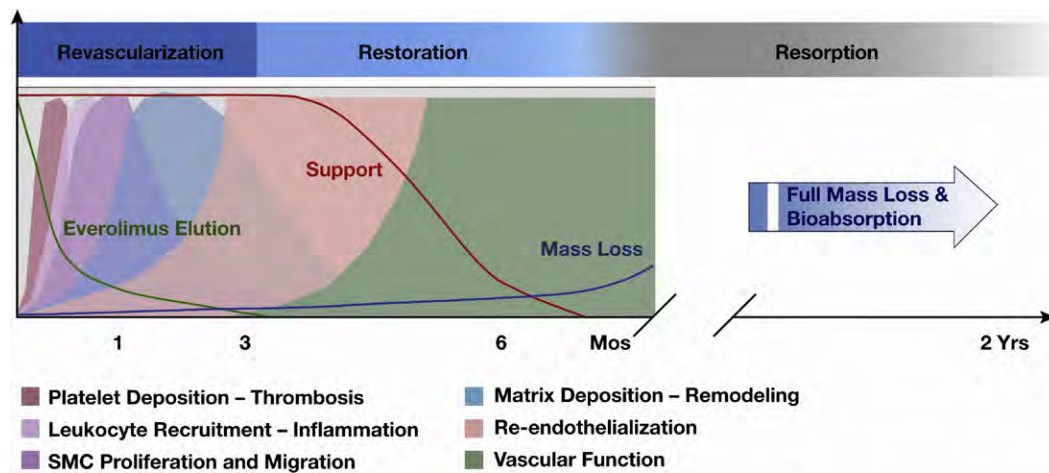 Revascularization
Restoration
Resorption
Support
Everolimus Elution
Mass Loss
Full Mass Loss &
Bioabsorption
1
3
6
Mos
2 Yrs
Platelet Deposition – Thrombosis
Leukocyte Recruitment – Inflammation
SMC Proliferation and Migration
Matrix Deposition – Remodeling
Re-endothelialization
Vascular Function